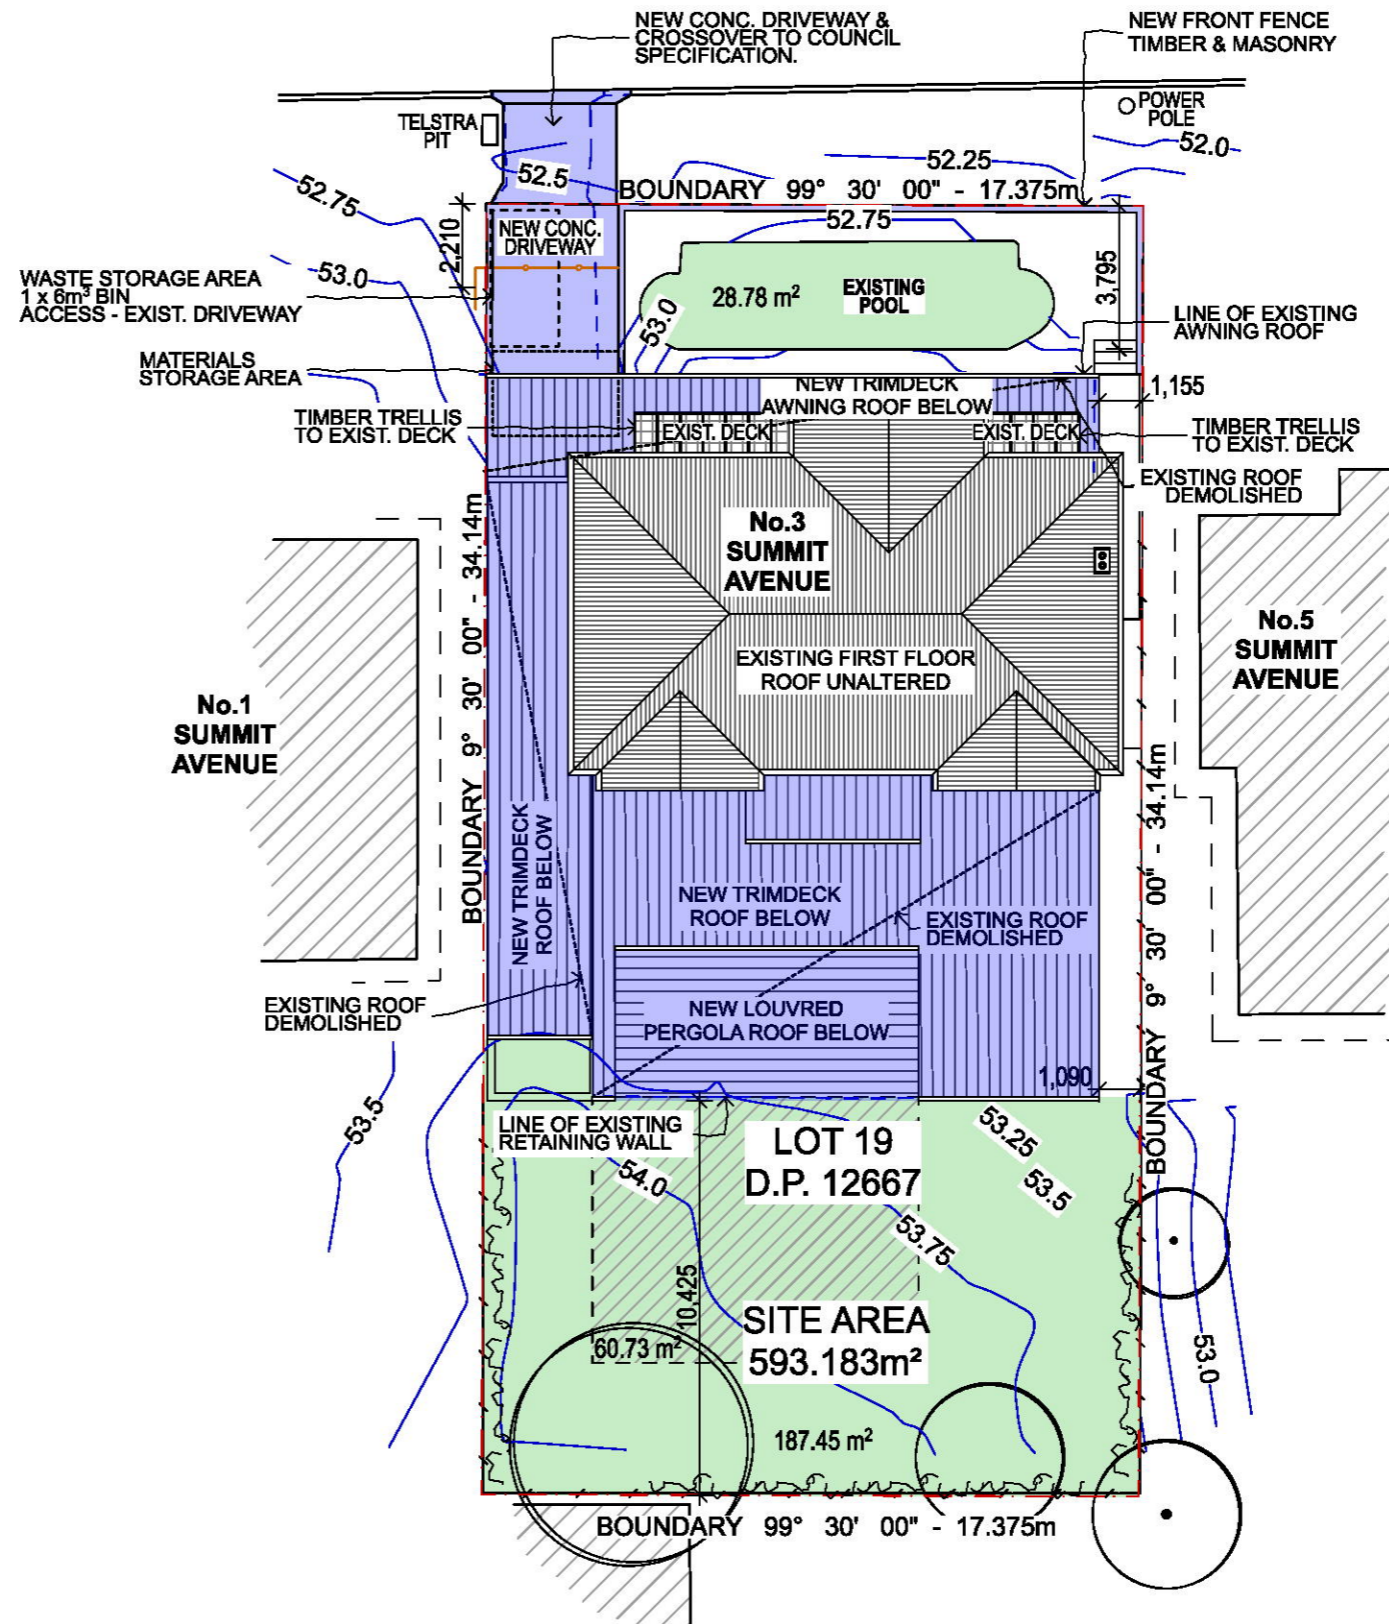 NEW CONC. DRIVEWAY &
CROSSOVER TO COUNCIL
SPECIFICATION.
NEW FRONT FENCE
TIMBER & MASONRY
TELSTRA
PIT
POWER
POLE
52.0
52.25
52.5
52.75
BOUNDARY 99° 30' 00" - 17.375m
52.75
2,210
NEW CONC.
DRIVEWAY
53.0
WASTE STORAGE AREA
1 x 6m³ BIN
ACCESS - EXIST. DRIVEWAY
28.78 m²
EXISTING
POOL
3,795
53.0
LINE OF EXISTING
AWNING ROOF
MATERIALS
STORAGE AREA
NEW TRIMDECK
AWNING ROOF BELOW
1,155
TIMBER TRELLIS
TO EXIST. DECK
EXIST. DECK
EXIST. DECK
TIMBER TRELLIS
TO EXIST. DECK
EXISTING ROOF
DEMOLISHED
No.3
SUMMIT
AVENUE
BOUNDARY 9° 30' 00" - 34.14m
No.5
SUMMIT
AVENUE
EXISTING FIRST FLOOR
ROOF UNALTERED
No.1
SUMMIT
AVENUE
NEW TRIMDECK
ROOF BELOW
NEW TRIMDECK
ROOF BELOW
EXISTING ROOF
DEMOLISHED
BOUNDARY 9° 30' 00" - 34.14m
EXISTING ROOF
DEMOLISHED
NEW LOUVRED
PERGOLA ROOF BELOW
1,090
53.5
LINE OF EXISTING
RETAINING WALL
LOT 19
D.P. 12667
53.25
53.5
54.0
53.75
10,425
SITE AREA
593.183m²
60.73 m²
53.0
187.45 m²
BOUNDARY 99° 30' 00" - 17.375m